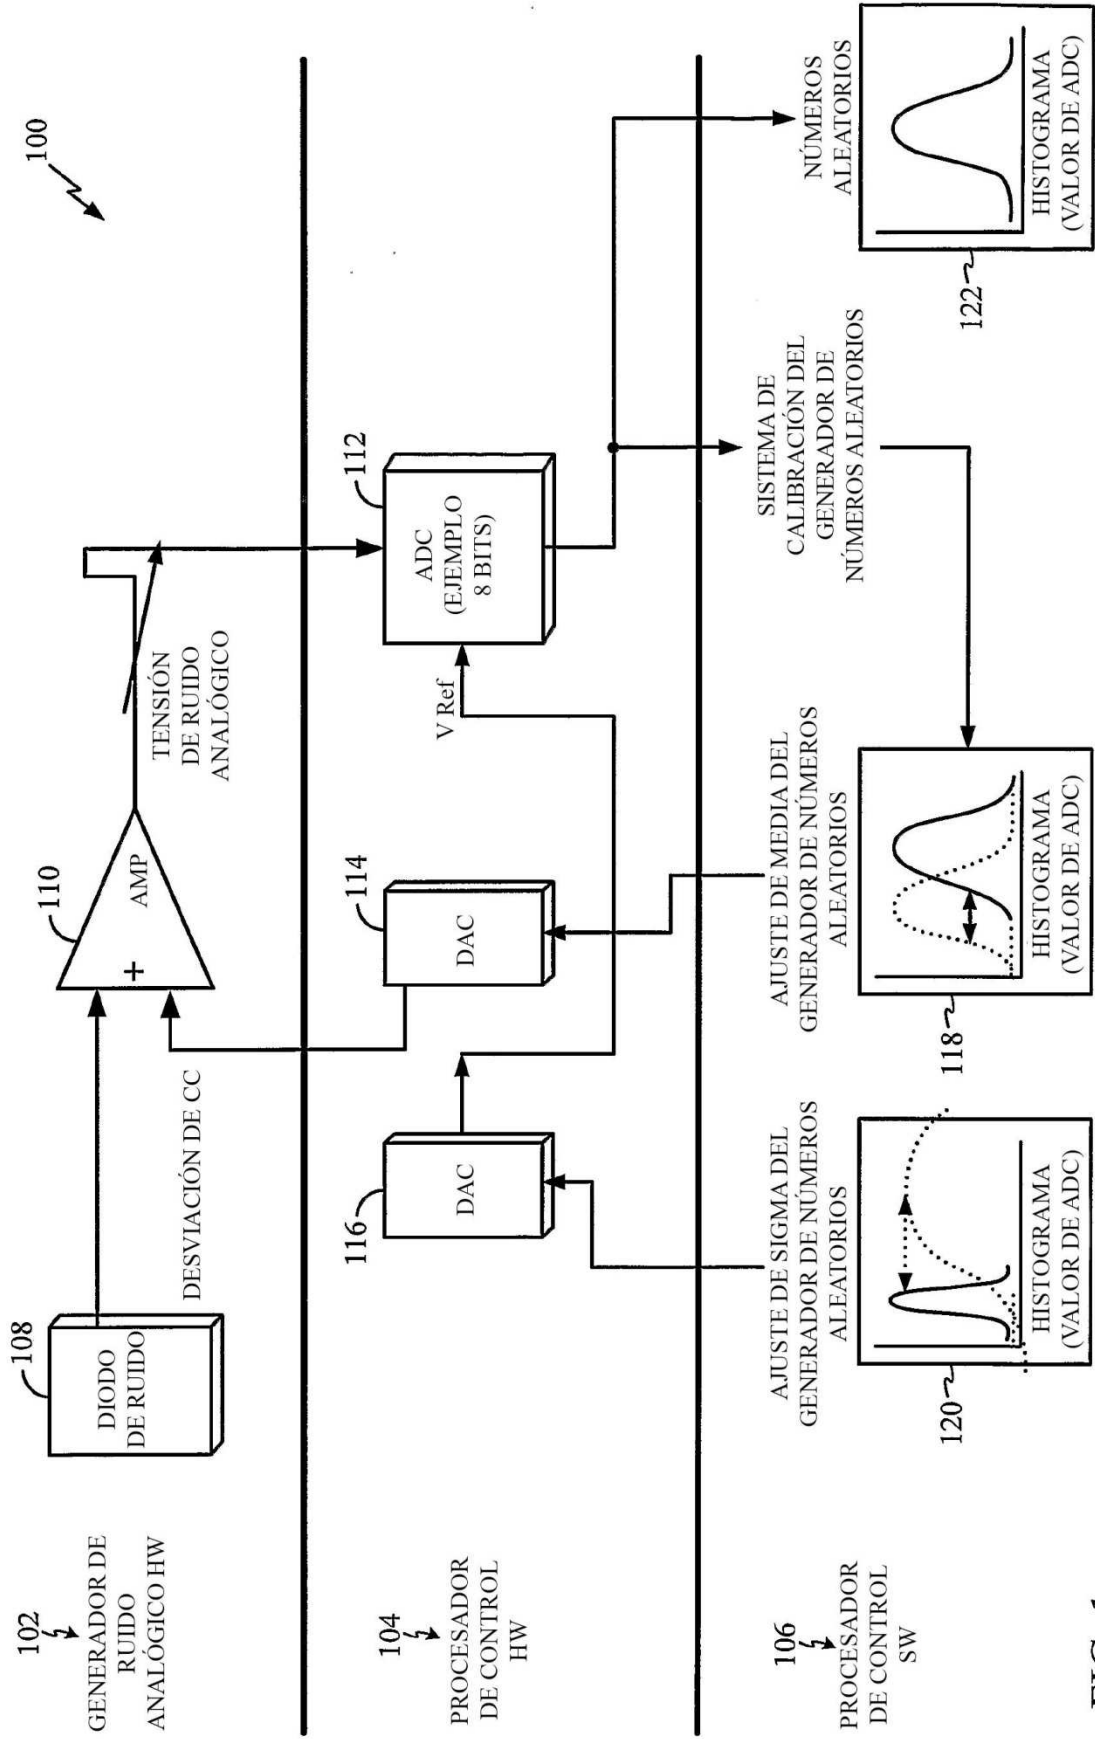 100
102
GENERADOR DE
RUIDO
ANALÓGICO HW
108
DIODO
DE RUIDO
DESVIACIÓN DE CC
110
AMP
+
TENSIÓN
DE RUIDO
ANALÓGICO
104
PROCESADOR
DE CONTROL
HW
116
DAC
114
DAC
V Ref
112
ADC
(EJEMPLO
8 BITS)
106
PROCESADOR
DE CONTROL
SW
AJUSTE DE SIGMA DEL
GENERADOR DE NÚMEROS
ALEATORIOS
120
HISTOGRAMA
(VALOR DE ADC)
AJUSTE DE MEDIA DEL
GENERADOR DE NÚMEROS
ALEATORIOS
118
HISTOGRAMA
(VALOR DE ADC)
SISTEMA DE
CALIBRACIÓN DEL
GENERADOR DE
NÚMEROS ALEATORIOS
NÚMEROS
ALEATORIOS
122
HISTOGRAMA
(VALOR DE ADC)